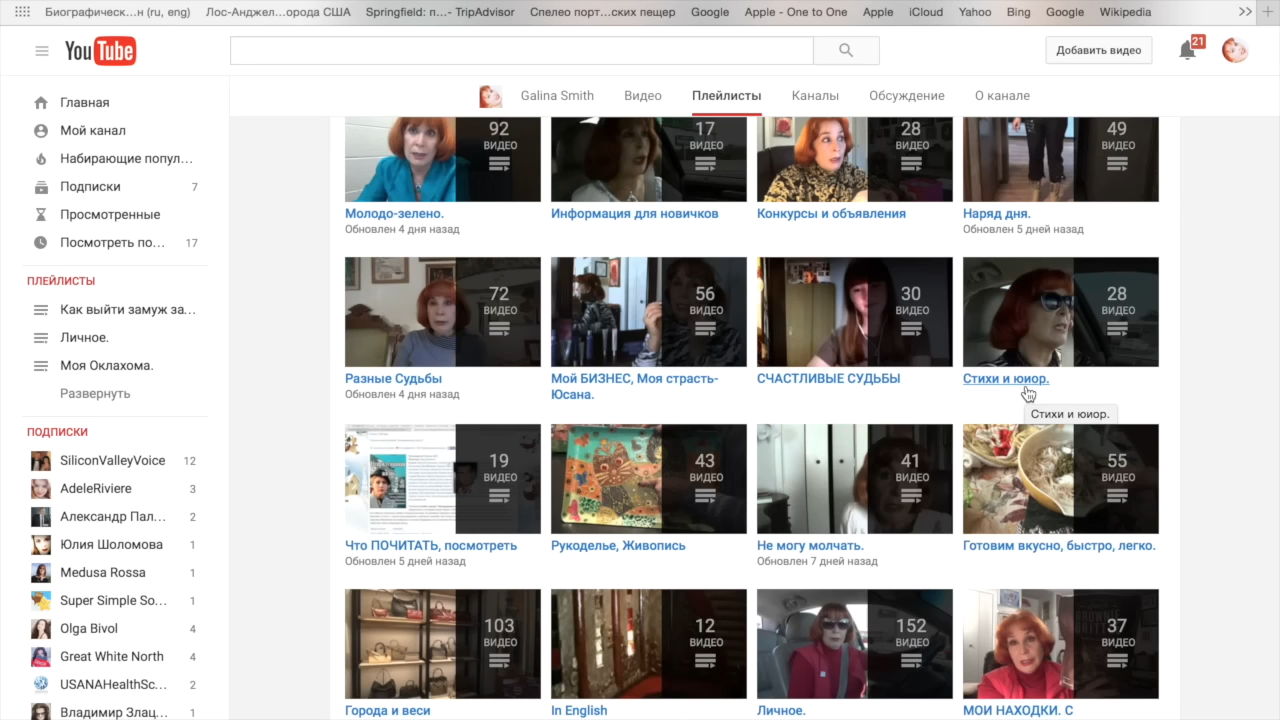 Биографическ...н (ru, en) Лос-Анджел...орода США Springfield: п...- TripAdvisor Спелео порт...ских пещер Google Apple - One to One Apple iCloud Yahoo Bing Google Wikipedia
YouTube
Добавить видео
21
Galina Smith Видео Плейлисты Каналы Обсуждение О канале
Главная
Мой канал
Набирающие попул...
Подписки 7
Просмотренные
Посмотреть по... 17
ПЛЕЙЛИСТЫ
Как выйти замуж за...
Личное.
Моя Оклахома.
Развернуть
ПОДПИСКИ
SiliconValleyVoice 12
AdeleRiviere 3
Александр Пал... 2
Юлия Шоломова 1
Medusa Rossa 1
Super Simple So... 1
Olga Bivol 4
Great White North 4
USANAHealthSc... 2
Владимир Злац... 1
92 ВИДЕО
Молодо-зелено.
Обновлен 4 дня назад
17 ВИДЕО
Информация для новичков
28 ВИДЕО
Конкурсы и объявления
49 ВИДЕО
Наряд дня.
Обновлен 5 дней назад
72 ВИДЕО
Разные Судьбы
Обновлен 4 дня назад
56 ВИДЕО
Мой БИЗНЕС, Моя страсть-
Юсана.
30 ВИДЕО
СЧАСТЛИВЫЕ СУДЬБЫ
28 ВИДЕО
Стихи и юиор.
Стихи и юиор.
19 ВИДЕО
Что ПОЧИТАТЬ, посмотреть
Обновлен 5 дней назад
43 ВИДЕО
Рукоделье, Живопись
41 ВИДЕО
Не могу молчать.
Обновлен 7 дней назад
55 ВИДЕО
Готовим вкусно, быстро, легко.
103 ВИДЕО
Города и веси
12 ВИДЕО
In English
152 ВИДЕО
Личное.
37 ВИДЕО
МОИ НАХОДКИ. С